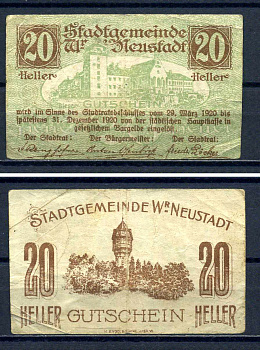 20 Stadtgemeinde 20
Wr. Neustadt
Heller Heller
GUTSCHEIN
wird im Sinne des Stadtratsbeschlusses vom 29. März 1920 bis
spätestens 31. Dezember 1920 von der städtischen Hauptkasse in
gesetzlichem Bargelde eingelöst
Der Stadtrat: Der Bürgermeister: Der Stadtrat:
STADTGEMEINDE WR. NEUSTADT
20 20
HELLER GUTSCHEIN HELLER